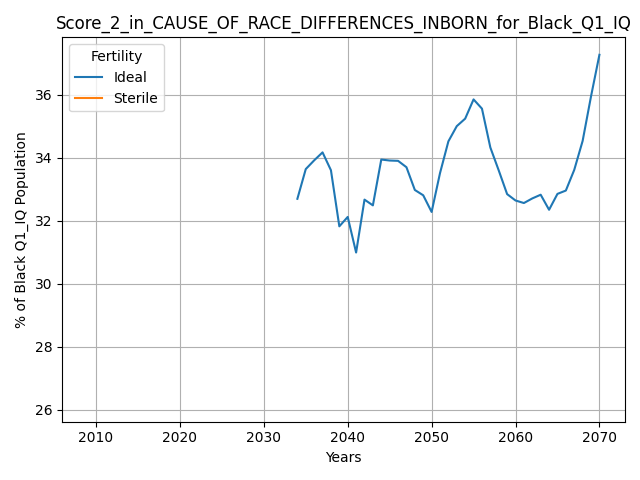 Score_2_in_CAUSE_OF_RACE_DIFFERENCES_INBORN_for_Black_Q1_IQ
Fertility
Ideal
Sterile
% of Black Q1_IQ Population
36
34
32
30
28
26
2010 2020 2030 2040 2050 2060 2070
Years